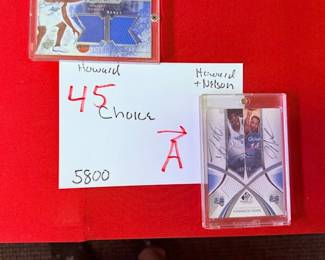 Howard
Howard
+ Nelson
45
Choice
A
5800